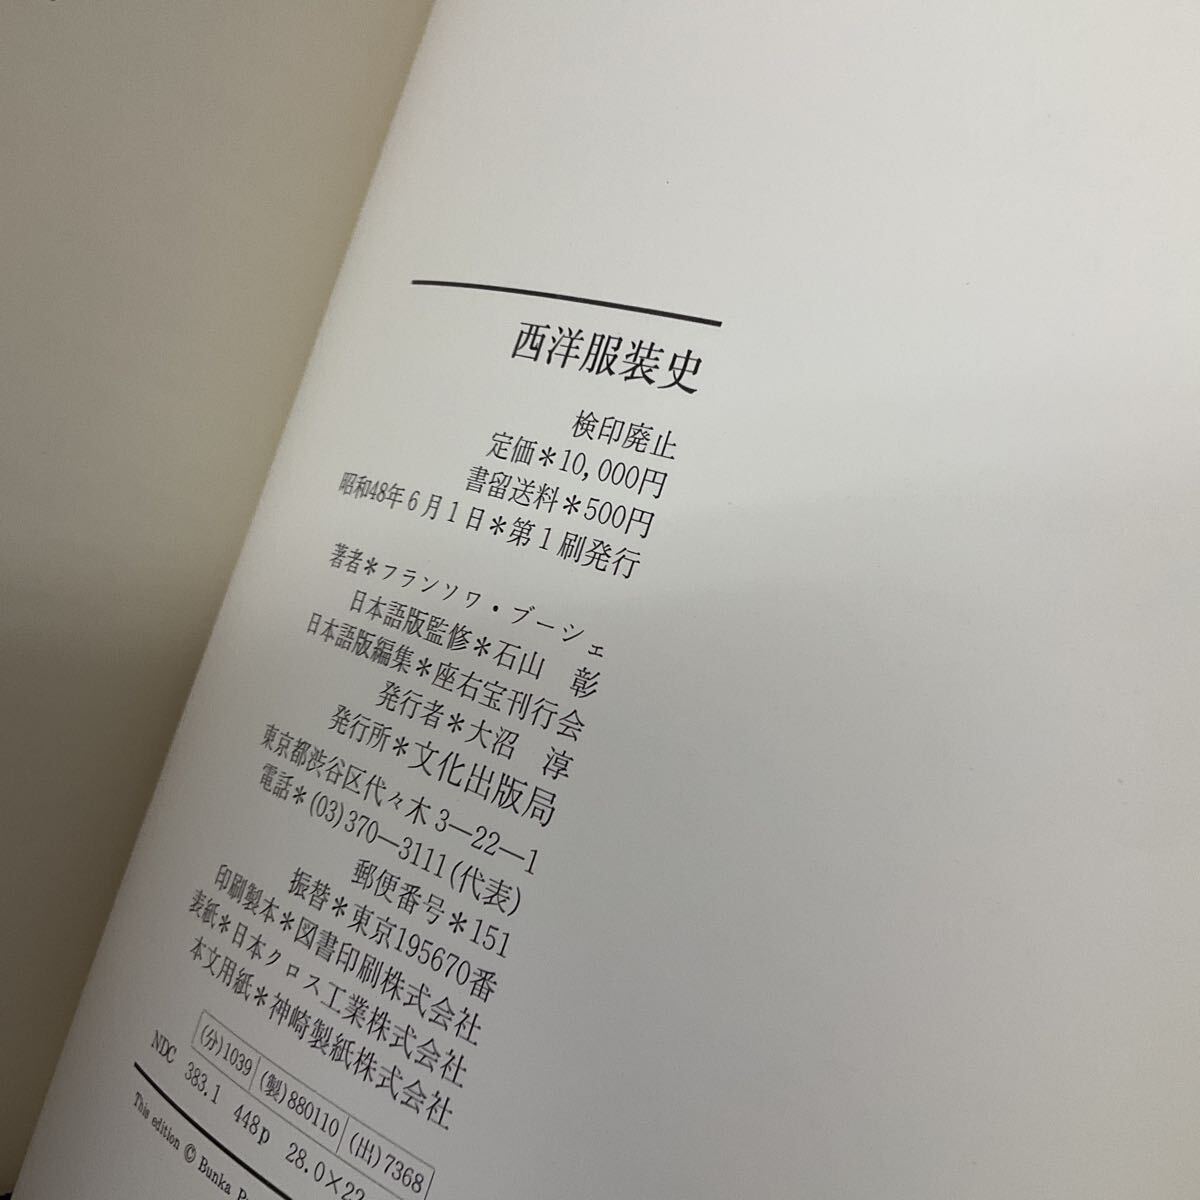 西洋服装史
検印廃止
定価＊10,000円
書留送料＊500円
昭和48年6月1日＊第1刷発行
著者＊フランソワ・ブーシェ
日本語版監修＊石山 彰
日本語版編集＊座右宝刊行会
発行者＊大沼 淳
発行所＊文化出版局
東京都渋谷区代々木3―22―1
電話＊(03)370―3111(代表)
郵便番号＊151
振替＊東京195670番
印刷製本＊図書印刷株式会社
表紙＊日本クロス工業株式会社
本文用紙＊神崎製紙株式会社
(分)1039 (製)880110 (出)7368
NDC 383.1 448p 28.0×22
This edition © Bunka